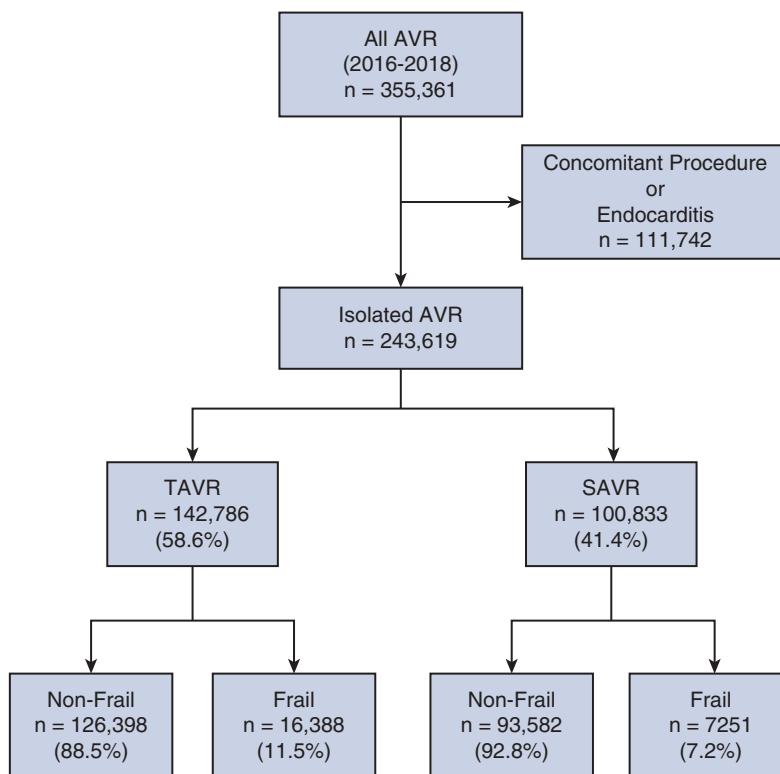 All AVR
(2016-2018)
n = 355,361
Concomitant Procedure
or
Endocarditis
n = 111,742
Isolated AVR
n = 243,619
TAVR
n = 142,786
(58.6%)
SAVR
n = 100,833
(41.4%)
Non-Frail
n = 126,398
(88.5%)
Frail
n = 16,388
(11.5%)
Non-Frail
n = 93,582
(92.8%)
Frail
n = 7251
(7.2%)